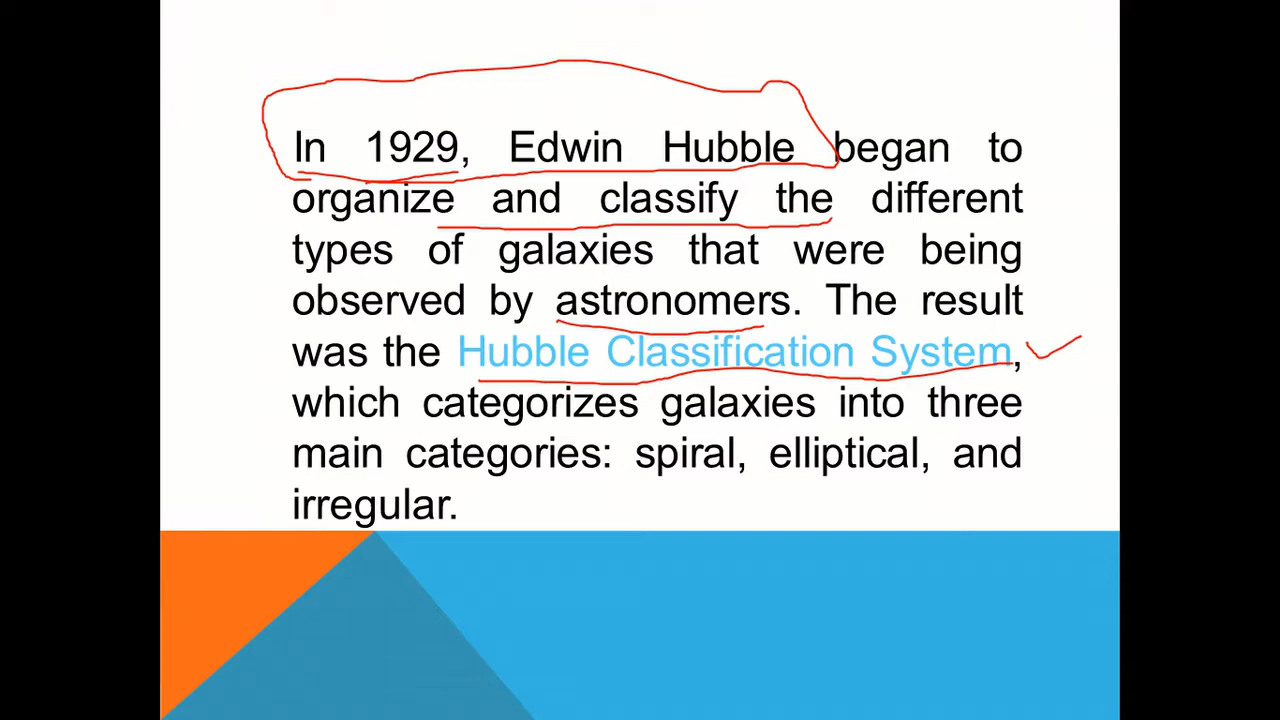 In 1929, Edwin Hubble began to
organize and classify the different
types of galaxies that were being
observed by astronomers. The result
was the Hubble Classification System,
which categorizes galaxies into three
main categories: spiral, elliptical, and
irregular.